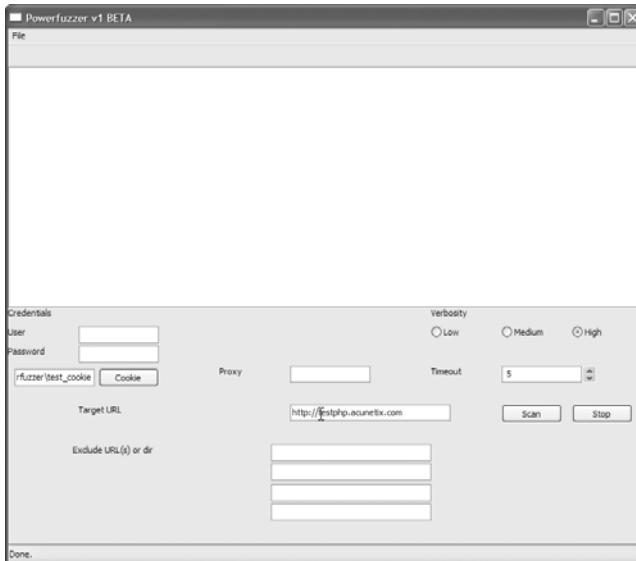 Powerfuzzer v1 BETA
File
Credentials
Verbosity
User
Low
Medium
High
Password
rfuzzer\test_cookie
Cookie
Proxy
Timeout
5
Target URL
http://testphp.acunetix.com
Scan
Stop
Exclude URL(s) or dir
Done.